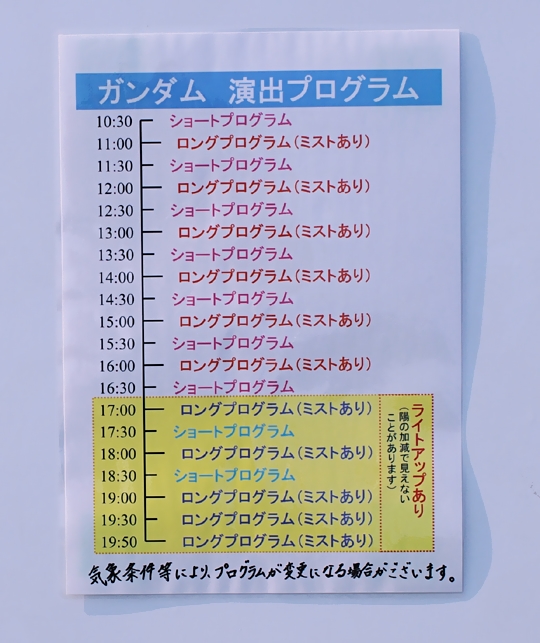 ガンダム 演出プログラム
10:30 ショートプログラム
11:00 ロングプログラム(ミストあり)
11:30 ショートプログラム
12:00 ロングプログラム(ミストあり)
12:30 ショートプログラム
13:00 ロングプログラム(ミストあり)
13:30 ショートプログラム
14:00 ロングプログラム(ミストあり)
14:30 ショートプログラム
15:00 ロングプログラム(ミストあり)
15:30 ショートプログラム
16:00 ロングプログラム(ミストあり)
16:30 ショートプログラム
17:00 ロングプログラム(ミストあり)
17:30 ショートプログラム
18:00 ロングプログラム(ミストあり)
18:30 ショートプログラム
19:00 ロングプログラム(ミストあり)
19:30 ロングプログラム(ミストあり)
19:50 ロングプログラム(ミストあり)
ライトアップあり
(陽の加減で見えない
ことがあります)
気象条件等により、プログラムが変更になる場合がございます。